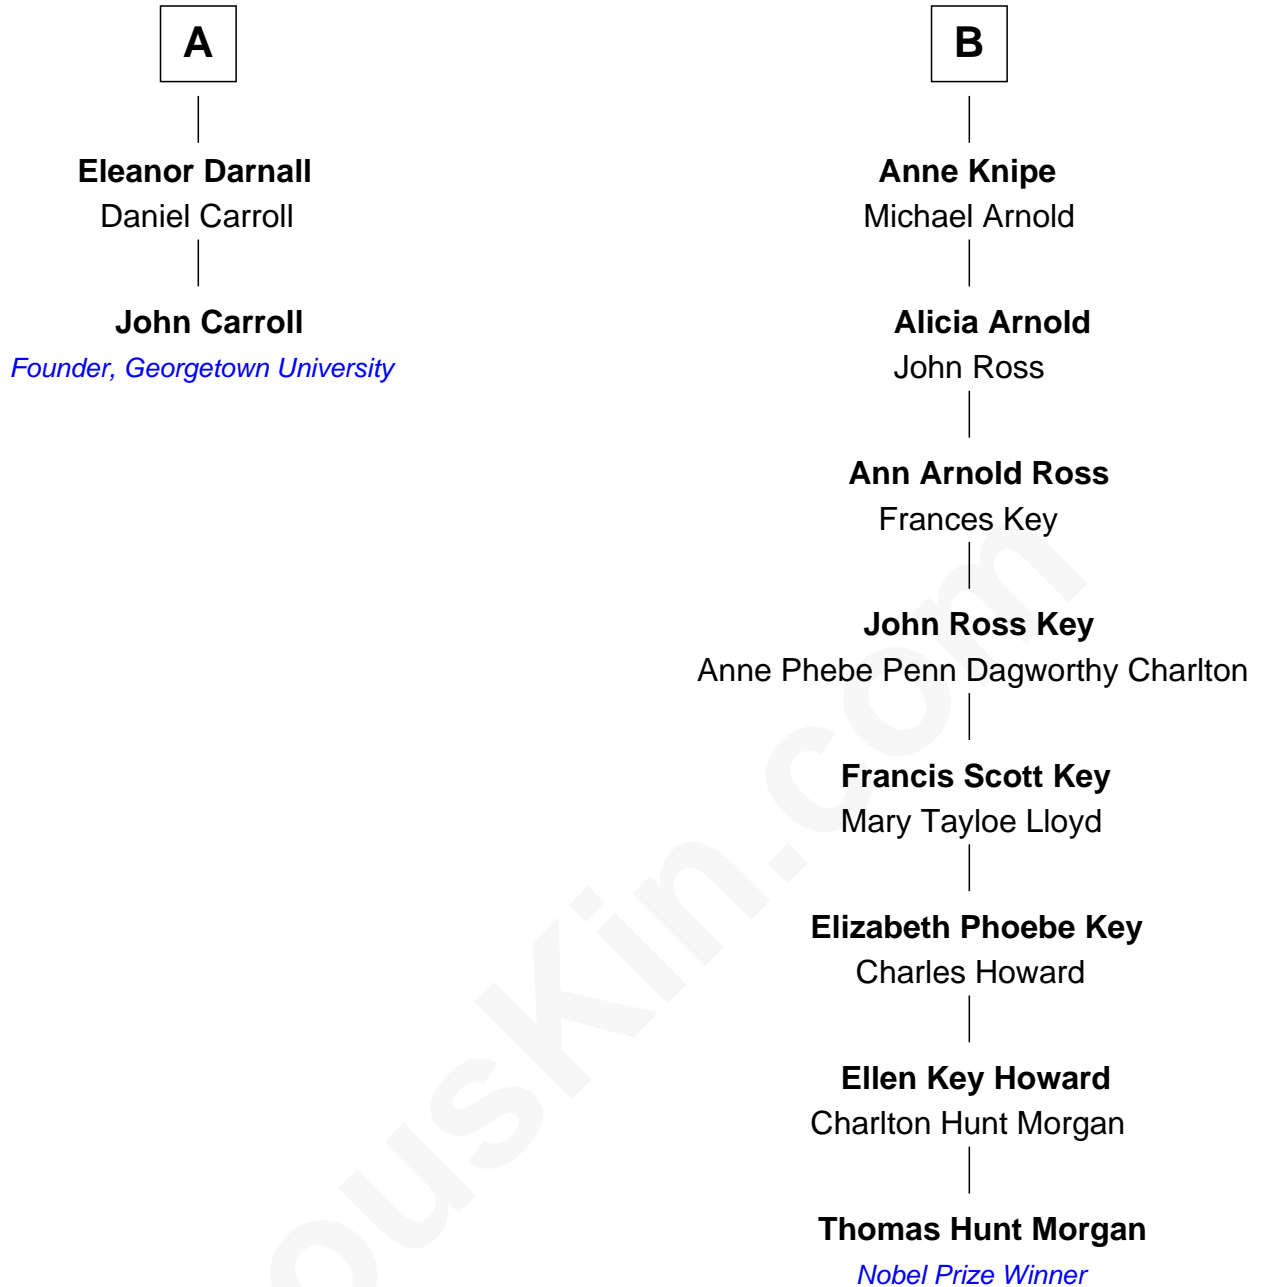 A
Eleanor Darnall
Daniel Carroll
John Carroll
Founder, Georgetown University
B
Anne Knipe
Michael Arnold
Alicia Arnold
John Ross
Ann Arnold Ross
Frances Key
John Ross Key
Anne Phebe Penn Dagworthy Charlton
Francis Scott Key
Mary Tayloe Lloyd
Elizabeth Phoebe Key
Charles Howard
Ellen Key Howard
Charlton Hunt Morgan
Thomas Hunt Morgan
Nobel Prize Winner
ousKin.com